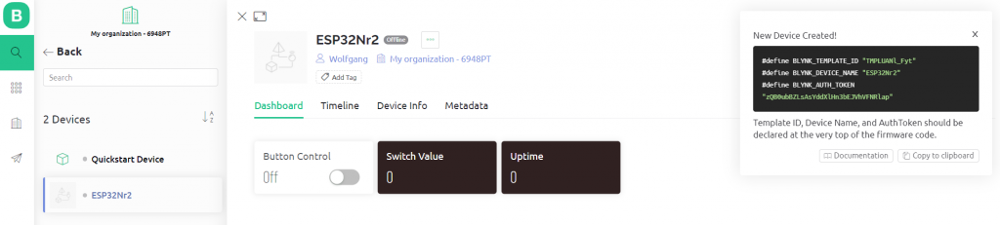 B
My organization - 6948PT
Back
Search
2 Devices
A
Z
Quickstart Device
ESP32Nr2
ESP32Nr2 Offline ...
Wolfgang My organization - 6948PT
Add Tag
Dashboard Timeline Device Info Metadata
Button Control
Off
Switch Value
0
Uptime
0
New Device Created! X
#define BLYNK_TEMPLATE_ID "TMPLUANl_Fyt"
#define BLYNK_DEVICE_NAME "ESP32Nr2"
#define BLYNK_AUTH_TOKEN
"zQB0ubBZLsAsYddXlHn3bEJVhVFNRlap"
Template ID, Device Name, and AuthToken should be
declared at the very top of the firmware code.
Documentation Copy to clipboard